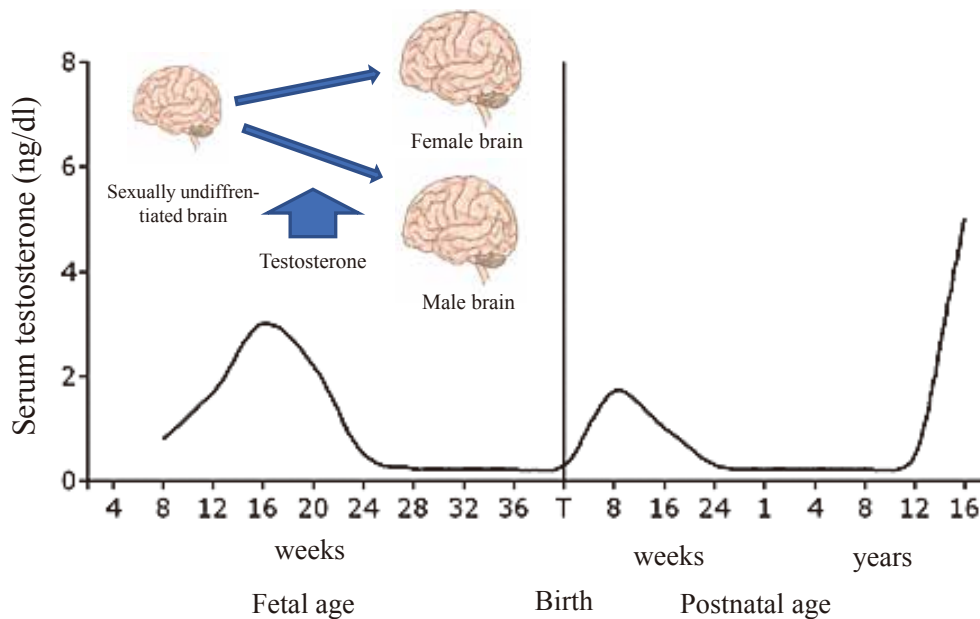 Serum testosterone (ng/dl)
8
6
4
2
0
Sexually undiffren-
tiated brain
Female brain
Testosterone
Male brain
4 8 12 16 20 24 28 32 36 T 8 16 24 1 4 8 12 16
weeks weeks years
Fetal age Birth Postnatal age